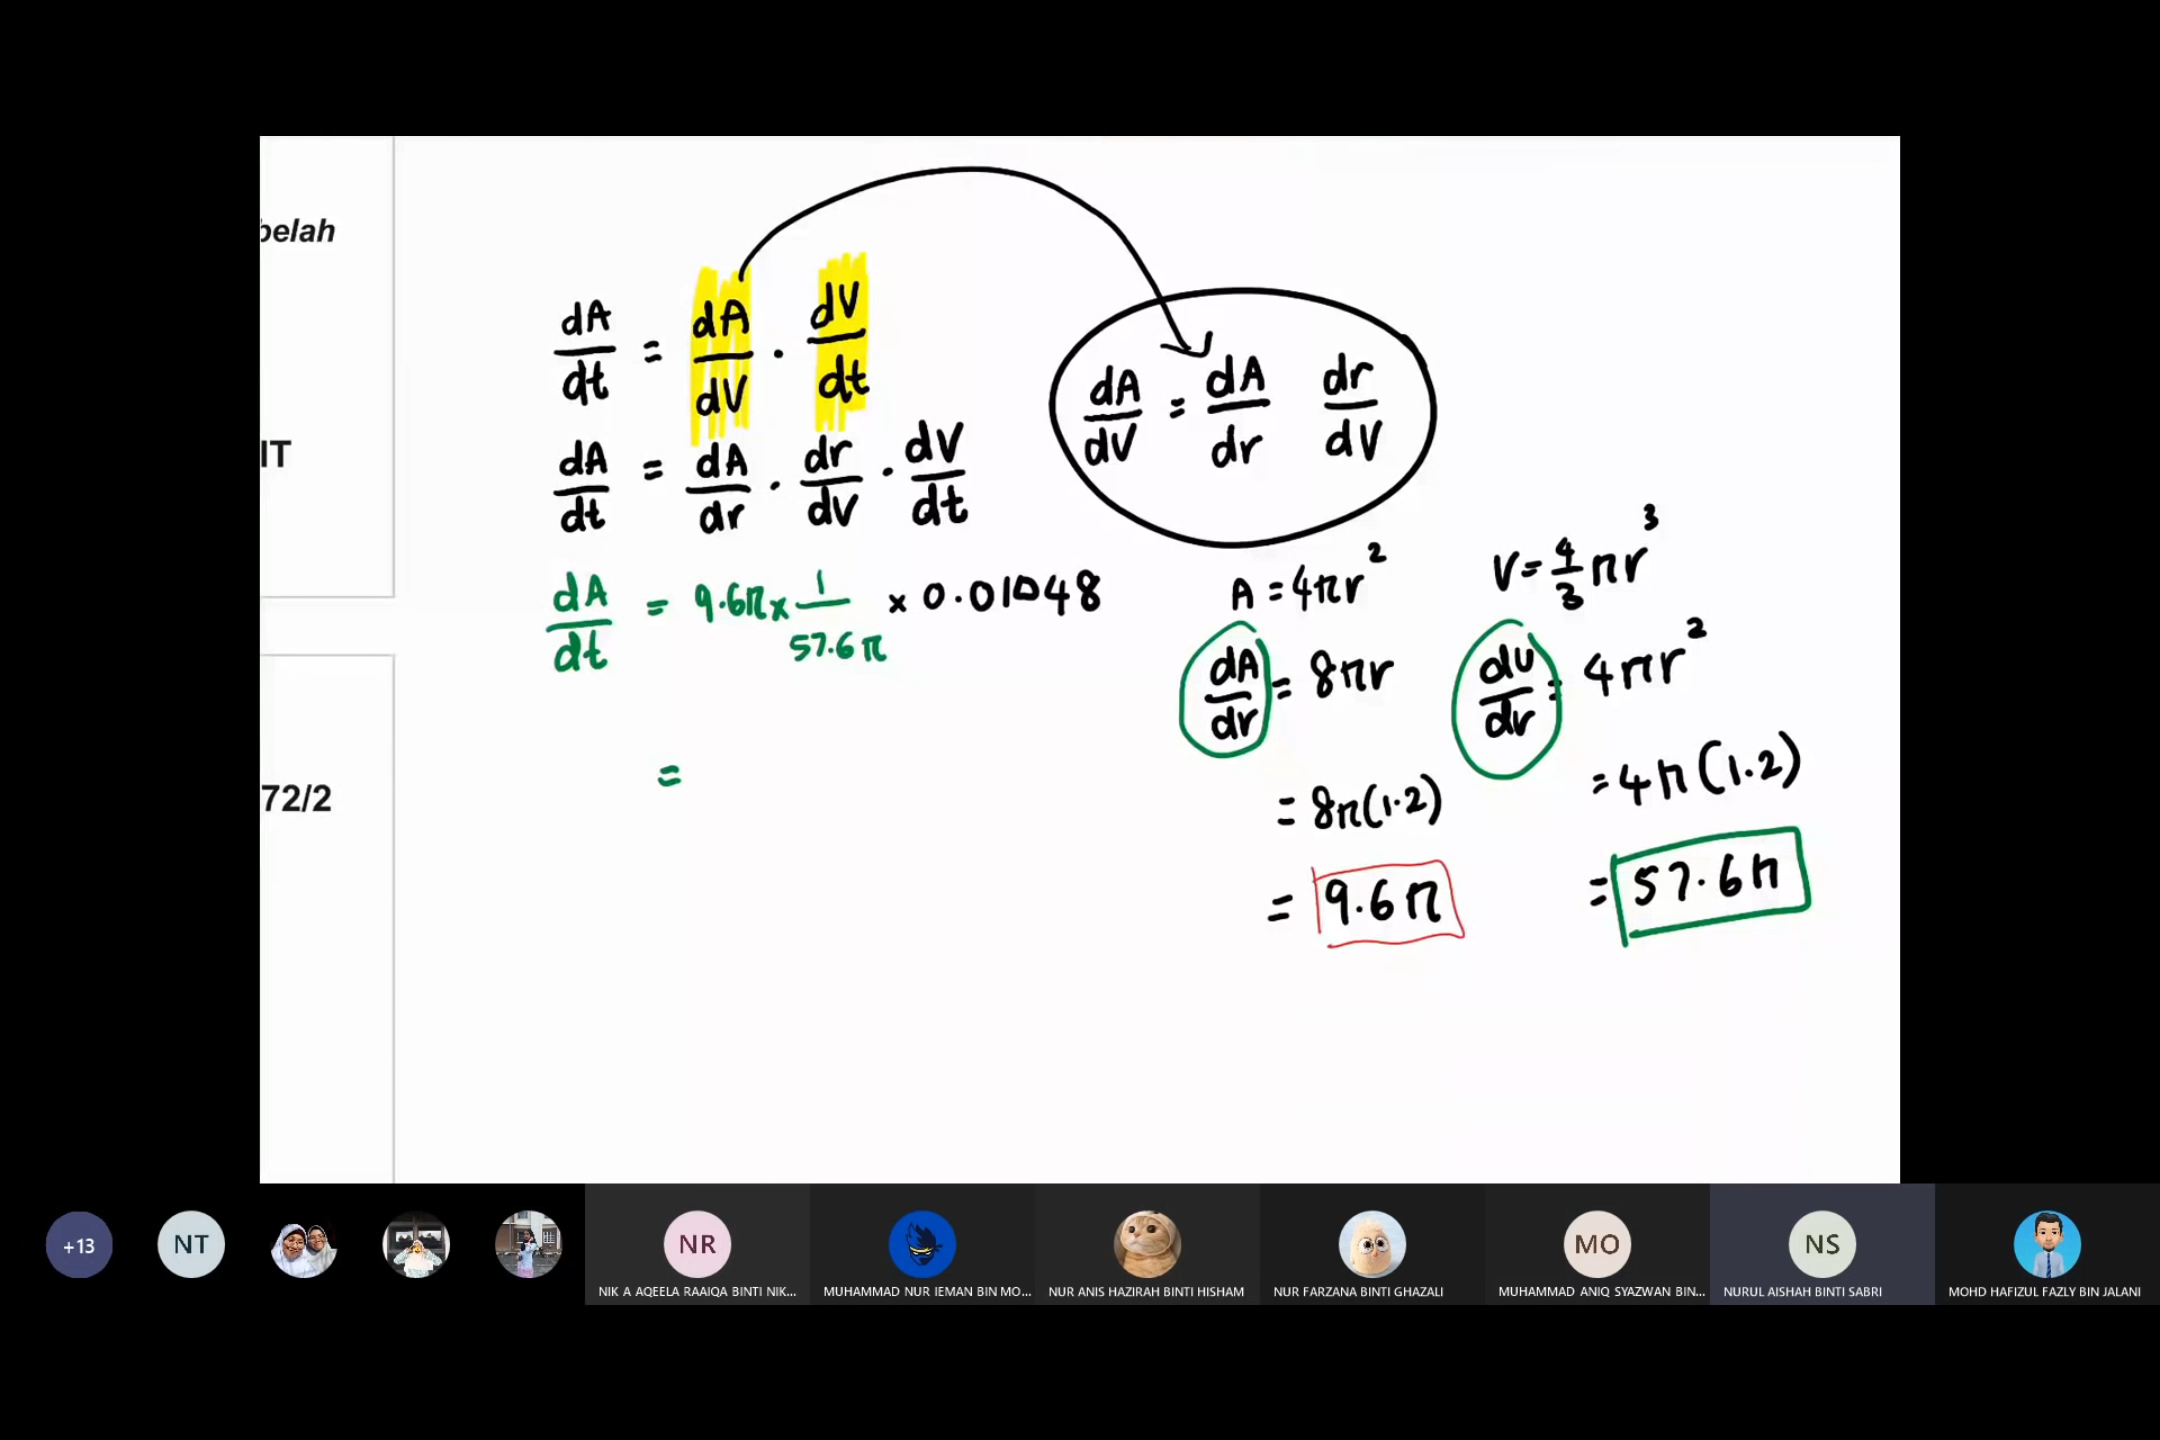 belah
IT
72/2
dA/dt = dA/dV · dV/dt
dA/dV = dA/dr dr/dV
dA/dt = dA/dr · dr/dV · dV/dt
dA/dt = 9.6π x 1/57.6π x 0.01048
=
A = 4πr²
dA/dr = 8πr
= 8π(1.2)
= 9.6π
V = 4/3 πr³
dv/dr = 4πr²
= 4π(1.2)
= 57.6π
+13
NT
NR
NIK A AQEELA RAAIQA BINTI NIK...
MUHAMMAD NUR IEMAN BIN MO...
NUR ANIS HAZIRAH BINTI HISHAM
NUR FARZANA BINTI GHAZALI
MO
MUHAMMAD ANIQ SYAZWAN BIN...
NS
NURUL AISHAH BINTI SABRI
MOHD HAFIZUL FAZLY BIN JALANI